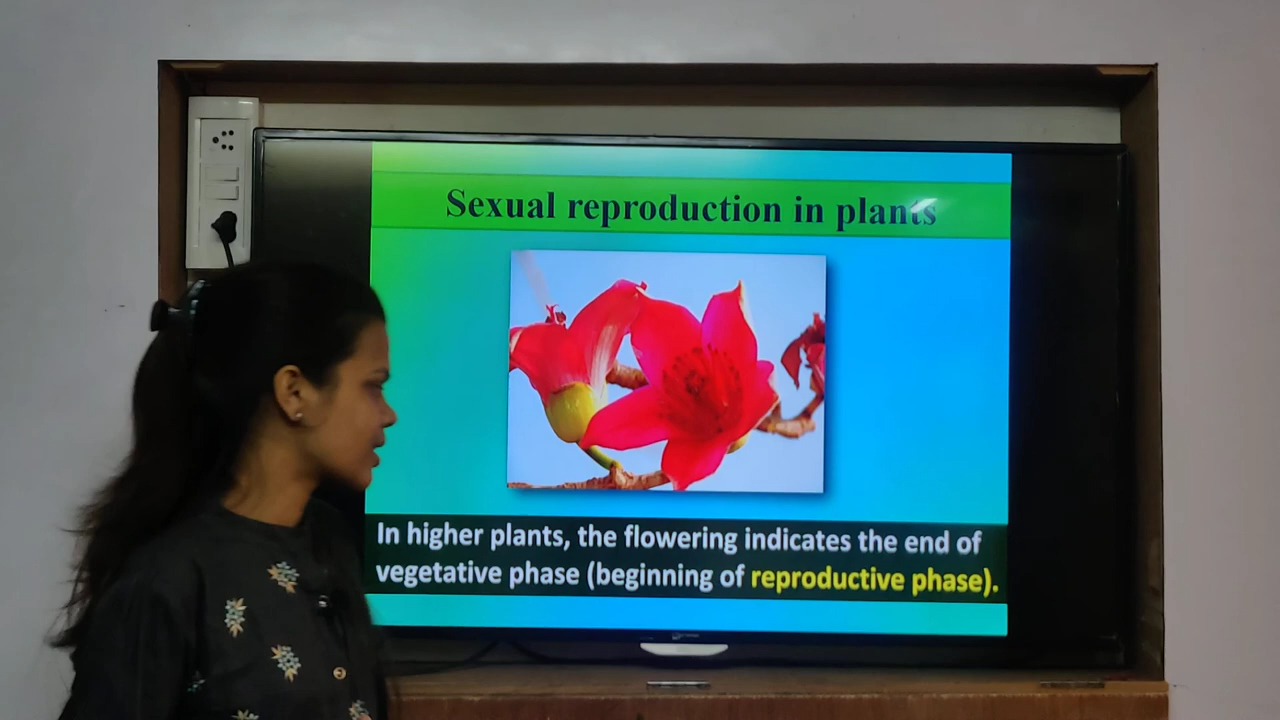 Sexual reproduction in plants
In higher plants, the flowering indicates the end of
vegetative phase (beginning of reproductive phase).